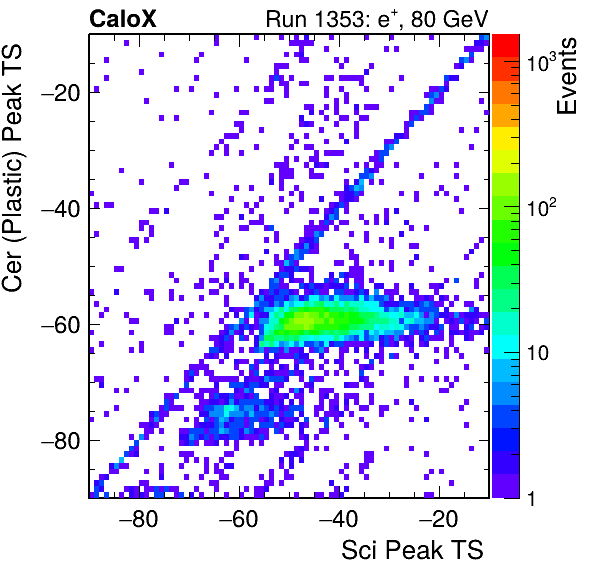 CaloX
Run 1353: e⁺, 80 GeV
Cer (Plastic) Peak TS
−20
−40
−60
−80
−80
−60
−40
−20
Sci Peak TS
Events
10³
10²
10
1